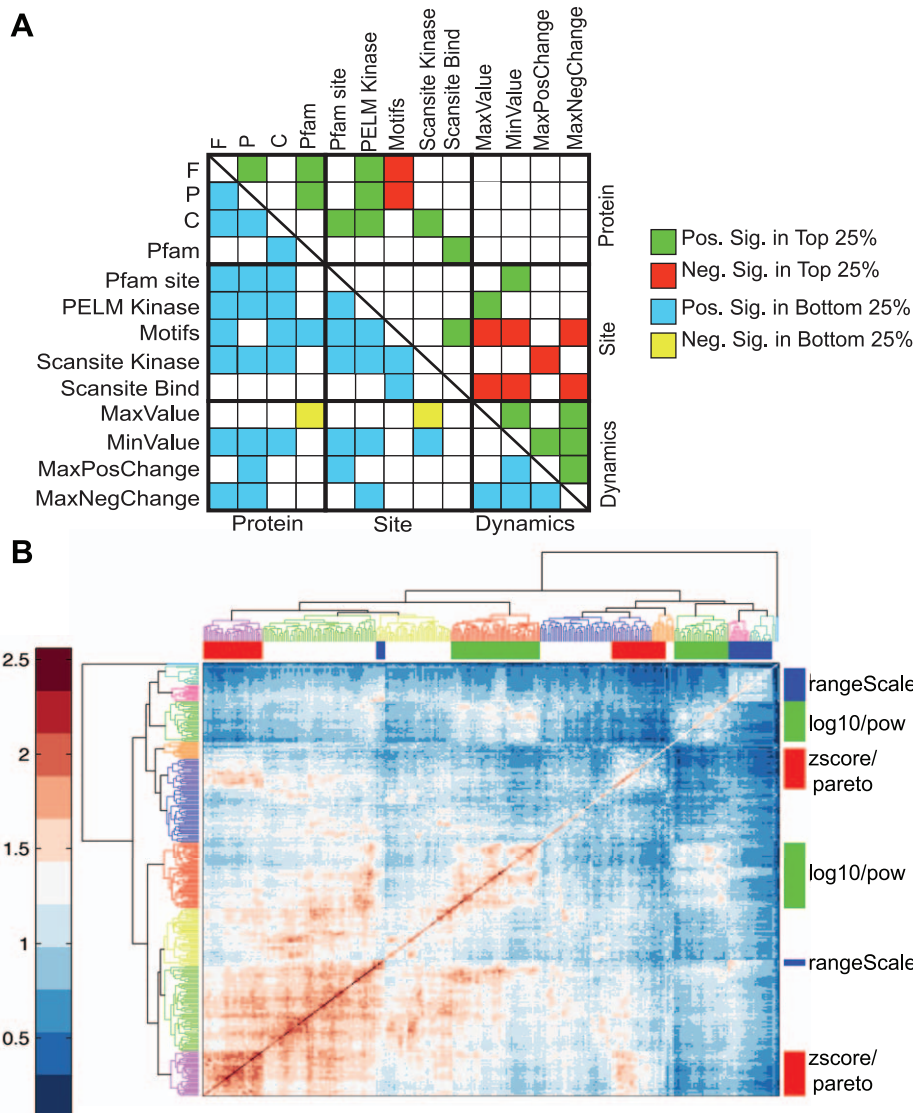 A
F
P
C
Pfam
Pfam site
PELM Kinase
Motifs
Scansite Kinase
Scansite Bind
MaxValue
MinValue
MaxPosChange
MaxNegChange
F
P
C
Pfam
Pfam site
PELM Kinase
Motifs
Scansite Kinase
Scansite Bind
MaxValue
MinValue
MaxPosChange
MaxNegChange
Protein
Site
Dynamics
Protein
Site
Dynamics
Pos. Sig. in Top 25%
Neg. Sig. in Top 25%
Pos. Sig. in Bottom 25%
Neg. Sig. in Bottom 25%
B
2.5
2
1.5
1
0.5
rangeScale
log10/pow
zscore/
pareto
log10/pow
rangeScale
zscore/
pareto